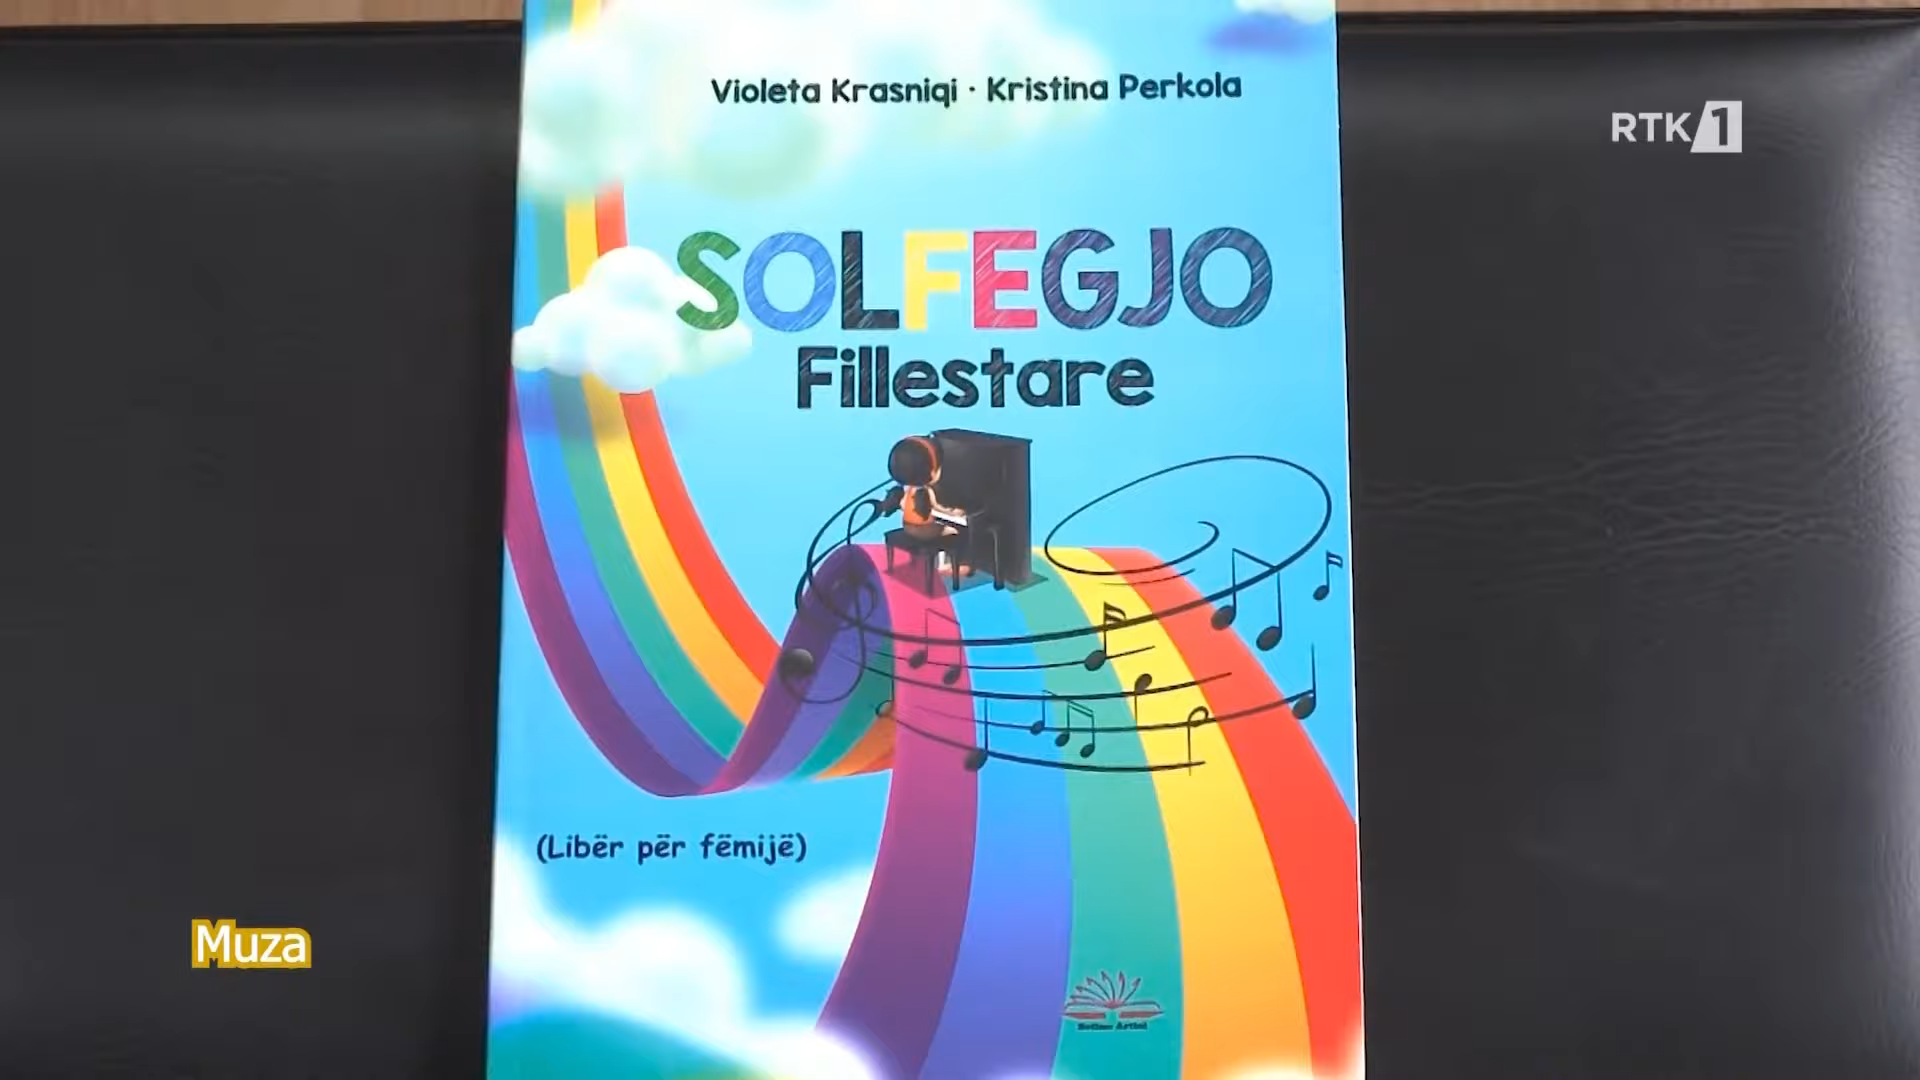 Violeta Krasniqi · Kristina Perkola
RTK 1
SOLFEGJO
Fillestare
(Libër për fëmijë)
Muza